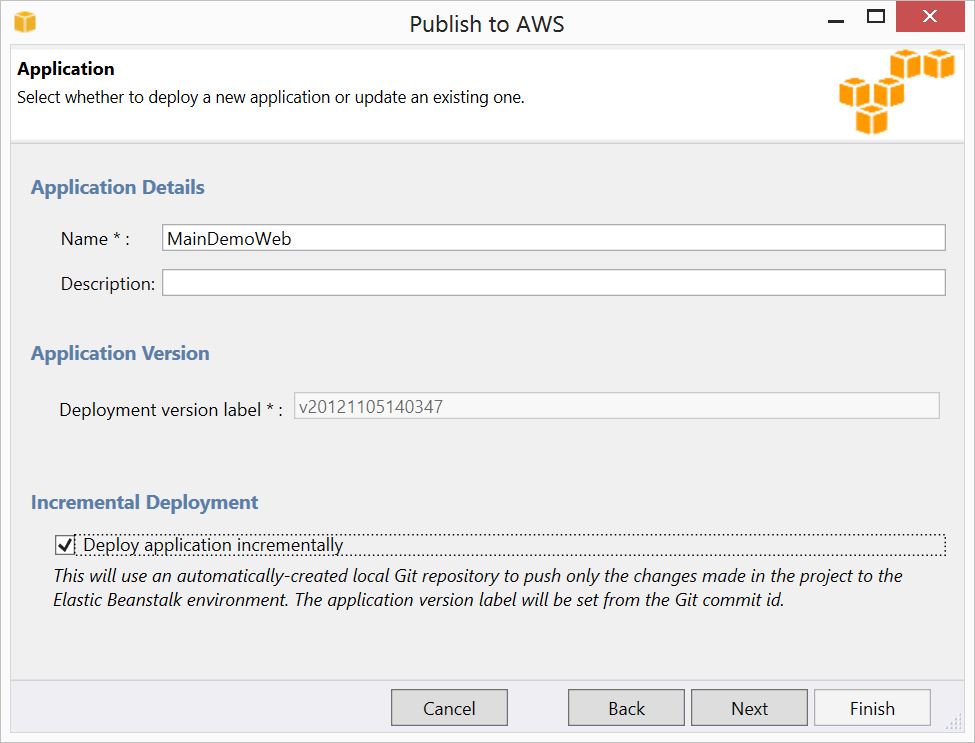 Publish to AWS
Application
Select whether to deploy a new application or update an existing one.
Application Details
Name * : MainDemoWeb
Description:
Application Version
Deployment version label * : v20121105140347
Incremental Deployment
Deploy application incrementally
This will use an automatically-created local Git repository to push only the changes made in the project to the
Elastic Beanstalk environment. The application version label will be set from the Git commit id.
Cancel Back Next Finish